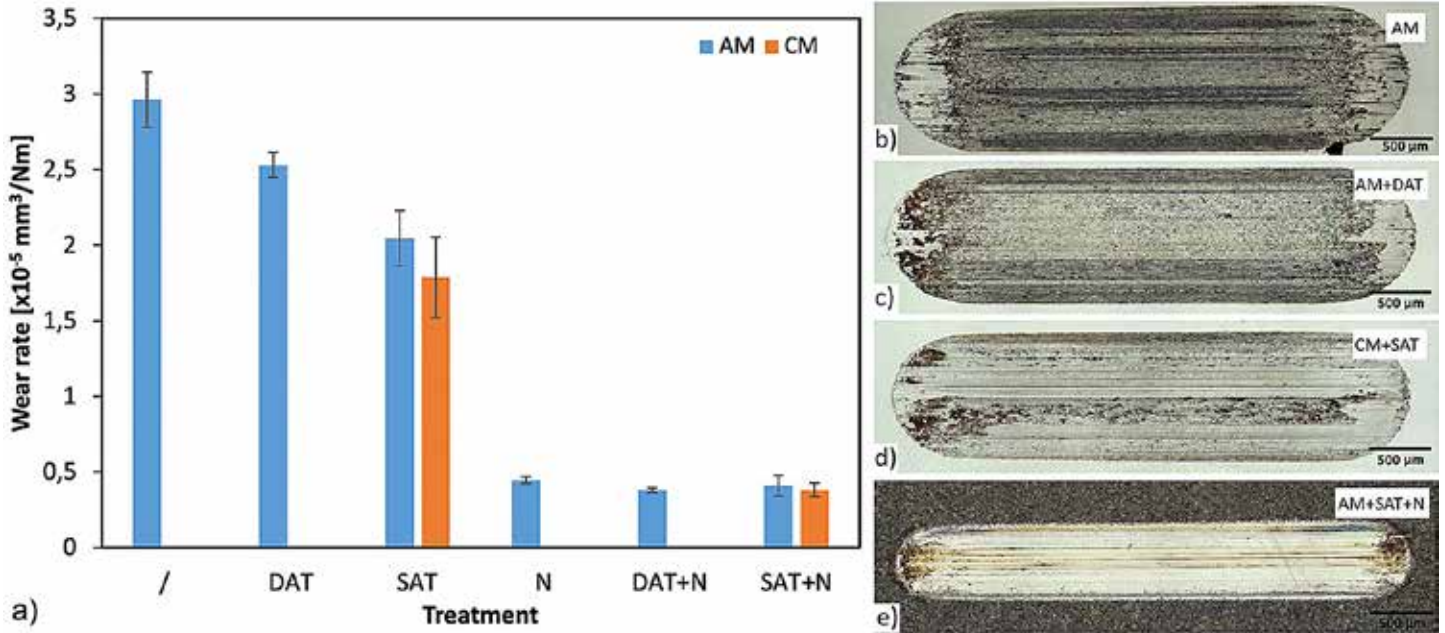 3,5
3
2,5
2
1,5
1
0,5
0
Wear rate [x10⁻⁵ mm³/Nm]
AM CM
/ DAT SAT N DAT+N SAT+N
Treatment
a)
AM
b)
500 µm
AM+DAT
c)
500 µm
CM+SAT
d)
500 µm
AM+SAT+N
e)
500 µm